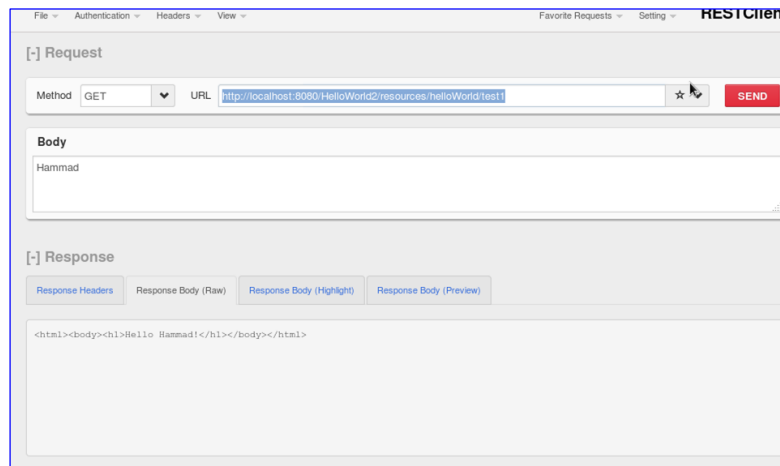 File Authentication Headers View Favorite Requests Setting RESTClien
[-] Request
Method GET URL http://localhost:8080/HelloWorld2/resources/helloWorld/test1 SEND
Body
Hammad
[-] Response
Response Headers Response Body (Raw) Response Body (Highlight) Response Body (Preview)
<html><body><h1>Hello Hammad!</h1></body></html>